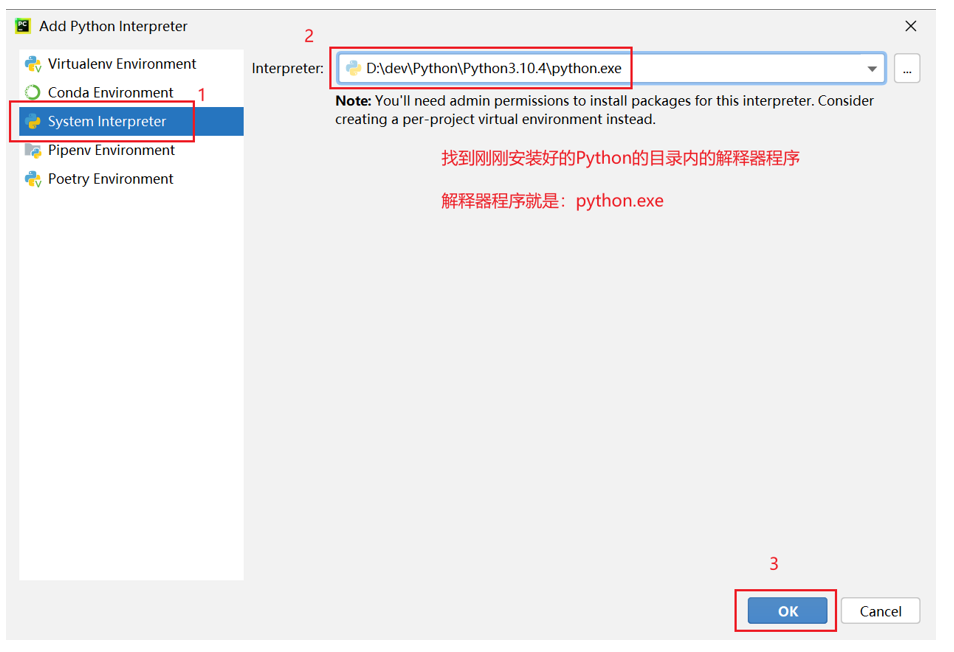 Add Python Interpreter
2
Virtualenv Environment
Interpreter: D:\dev\Python\Python3.10.4\python.exe ...
Conda Environment
1
Note: You'll need admin permissions to install packages for this interpreter. Consider
creating a per-project virtual environment instead.
System Interpreter
Pipenv Environment
找到刚刚安装好的Python的目录内的解释器程序
Poetry Environment
解释器程序就是：python.exe
3
OK
Cancel